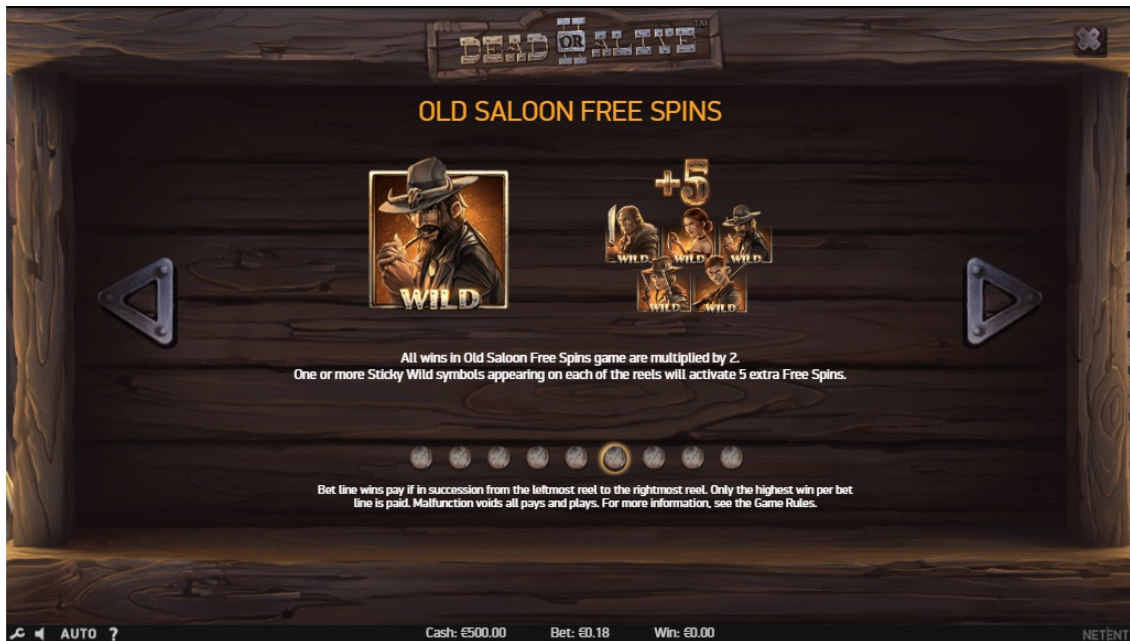 DEAD OR ALIVE™
II
OLD SALOON FREE SPINS
WILD
+5
WILD WILD WILD
WILD WILD
All wins in Old Saloon Free Spins game are multiplied by 2.
One or more Sticky Wild symbols appearing on each of the reels will activate 5 extra Free Spins.
Bet line wins pay if in succession from the leftmost reel to the rightmost reel. Only the highest win per bet
line is paid. Malfunction voids all pays and plays. For more information, see the Game Rules.
AUTO ? Cash: €500.00 Bet: €0.18 Win: €0.00 NETENT